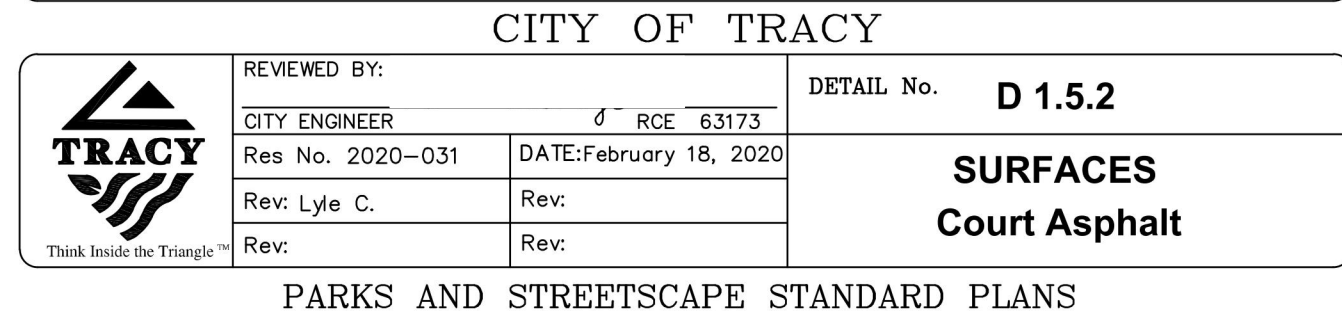 CITY OF TRACY
TRACY
Think Inside the Triangle ™
REVIEWED BY:
CITY ENGINEER RCE 63173
Res No. 2020-031 DATE:February 18, 2020
Rev: Lyle C. Rev:
Rev: Rev:
DETAIL No. D 1.5.2
SURFACES
Court Asphalt
PARKS AND STREETSCAPE STANDARD PLANS